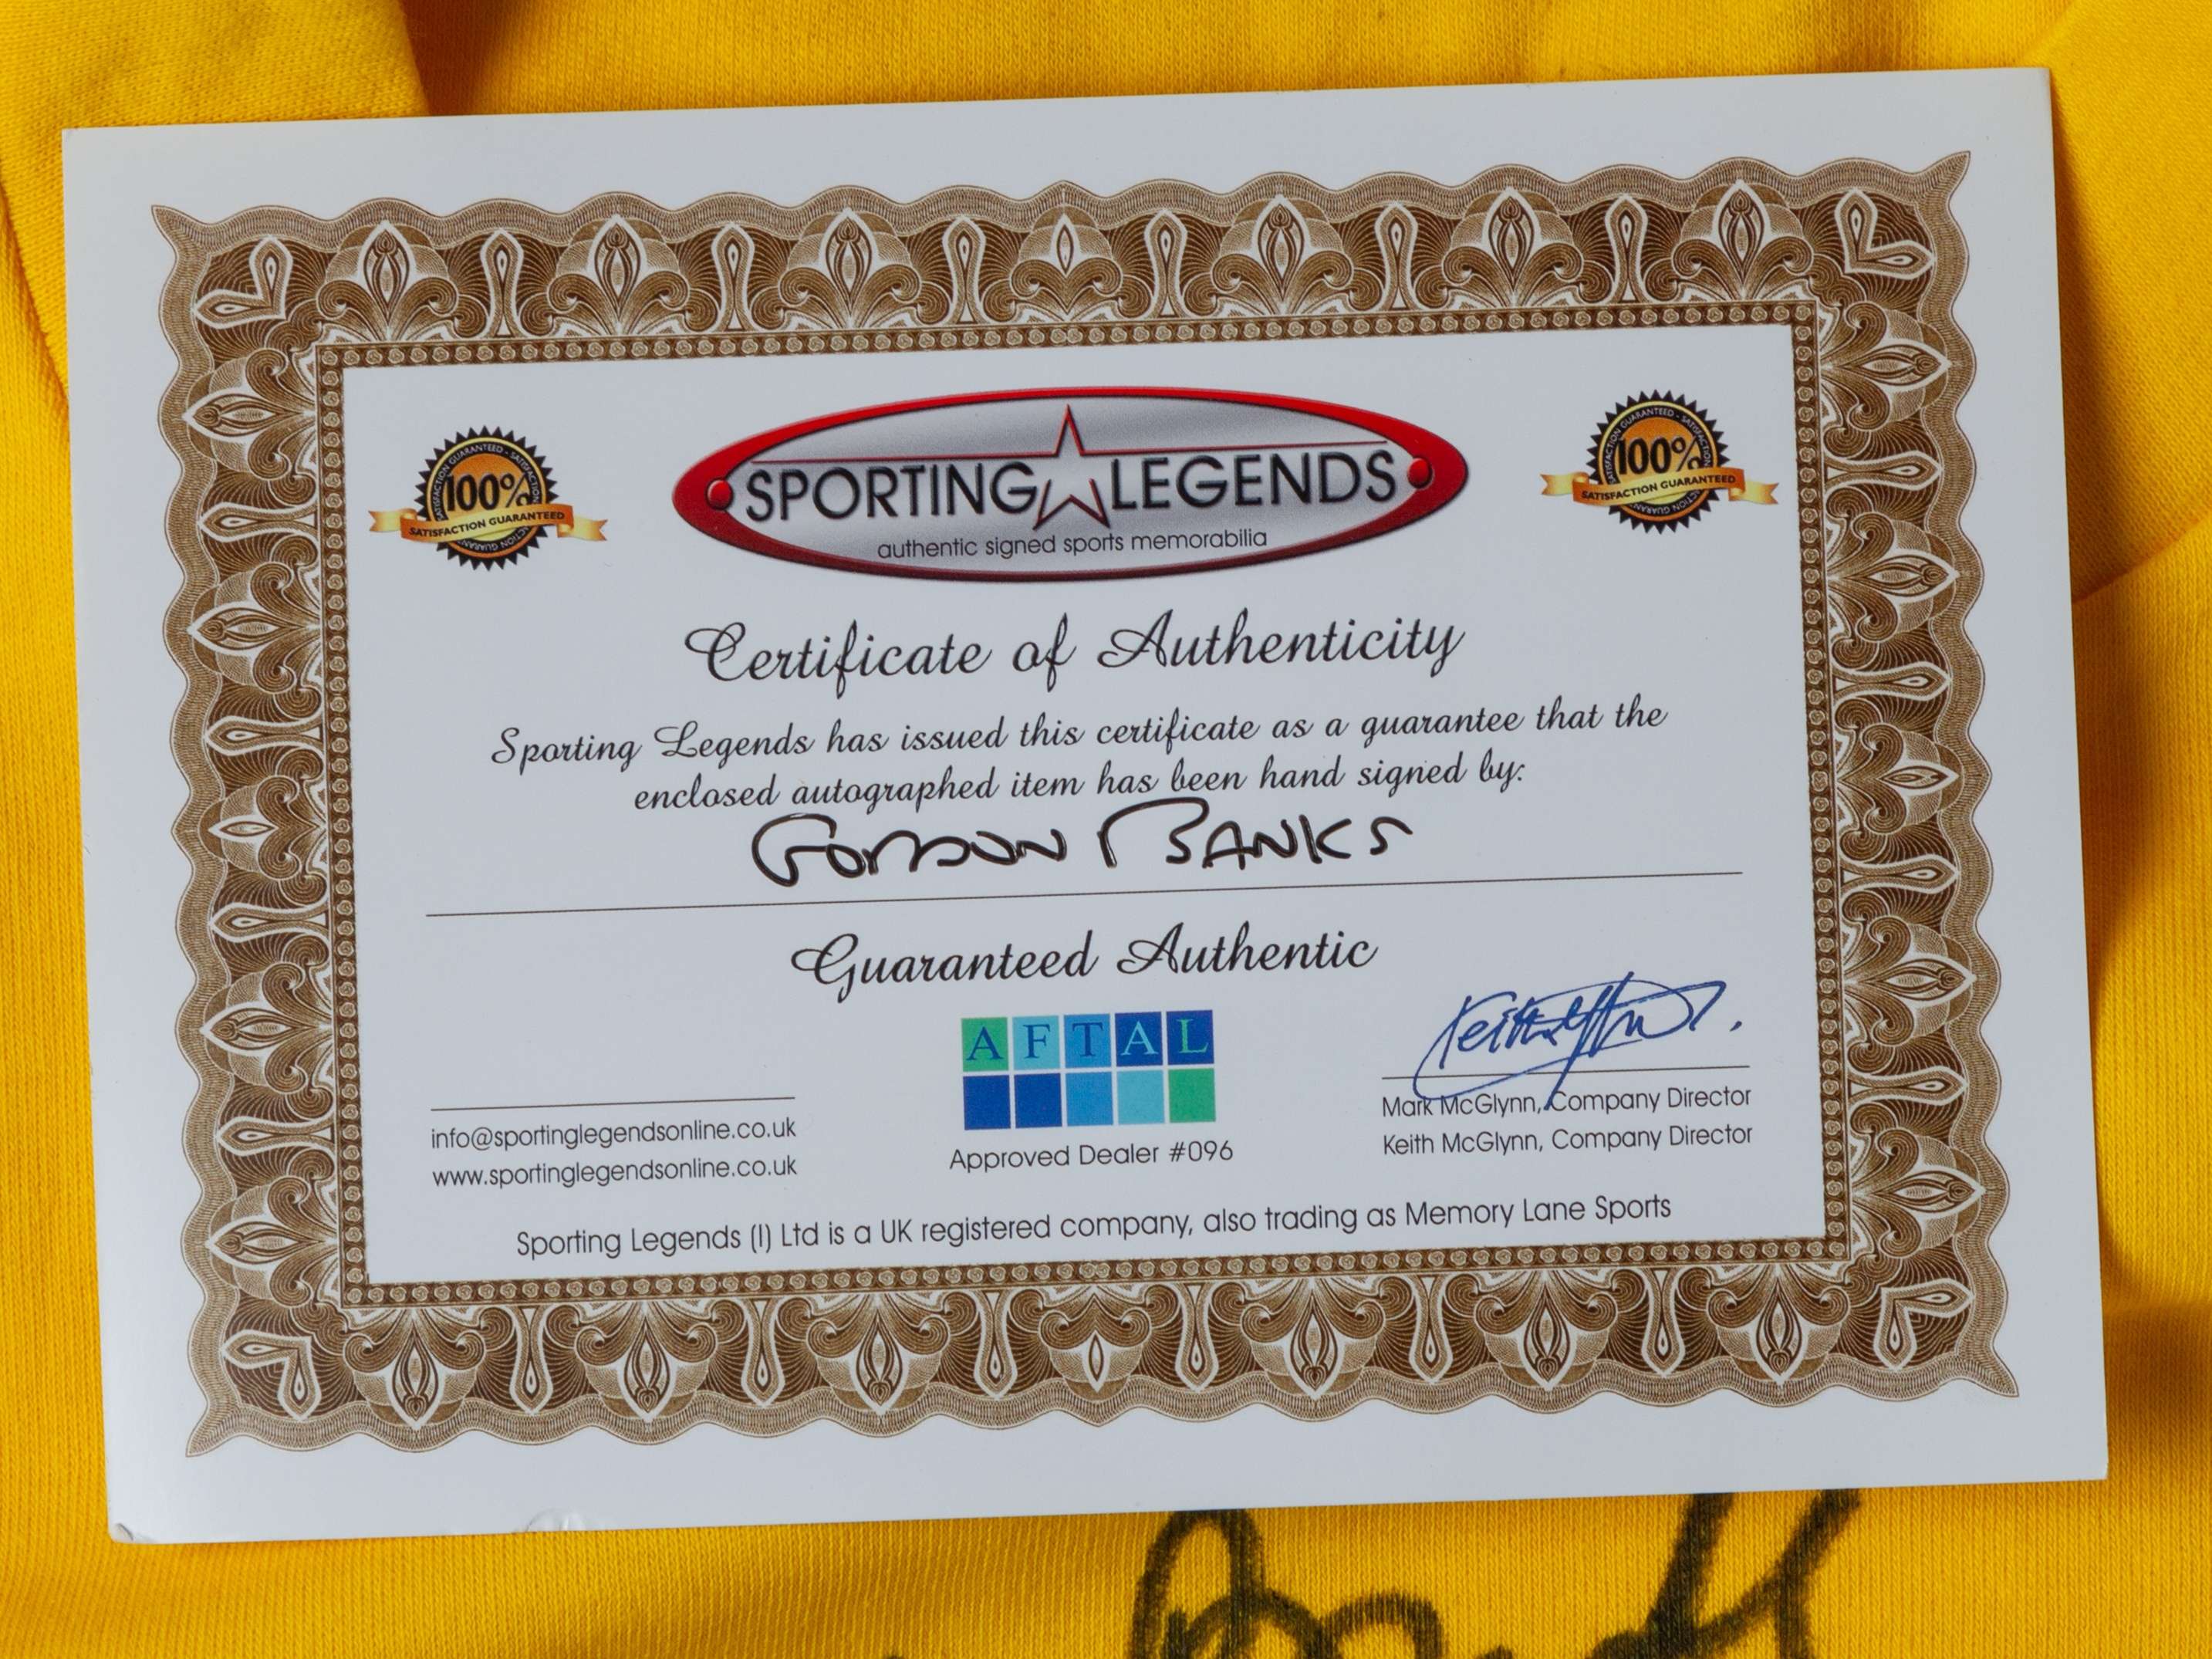 SPORTING LEGENDS
authentic signed sports memorabilia
100%
SATISFACTION GUARANTEED
100%
SATISFACTION GUARANTEED
Certificate of Authenticity
Sporting Legends has issued this certificate as a guarantee that the
enclosed autographed item has been hand signed by:
GORDON BANKS
Guaranteed Authentic
AFTAL
Approved Dealer #096
info@sportinglegendsonline.co.uk
www.sportinglegendsonline.co.uk
Mark McGlynn, Company Director
Keith McGlynn, Company Director
Sporting Legends (I) Ltd is a UK registered company, also trading as Memory Lane Sports